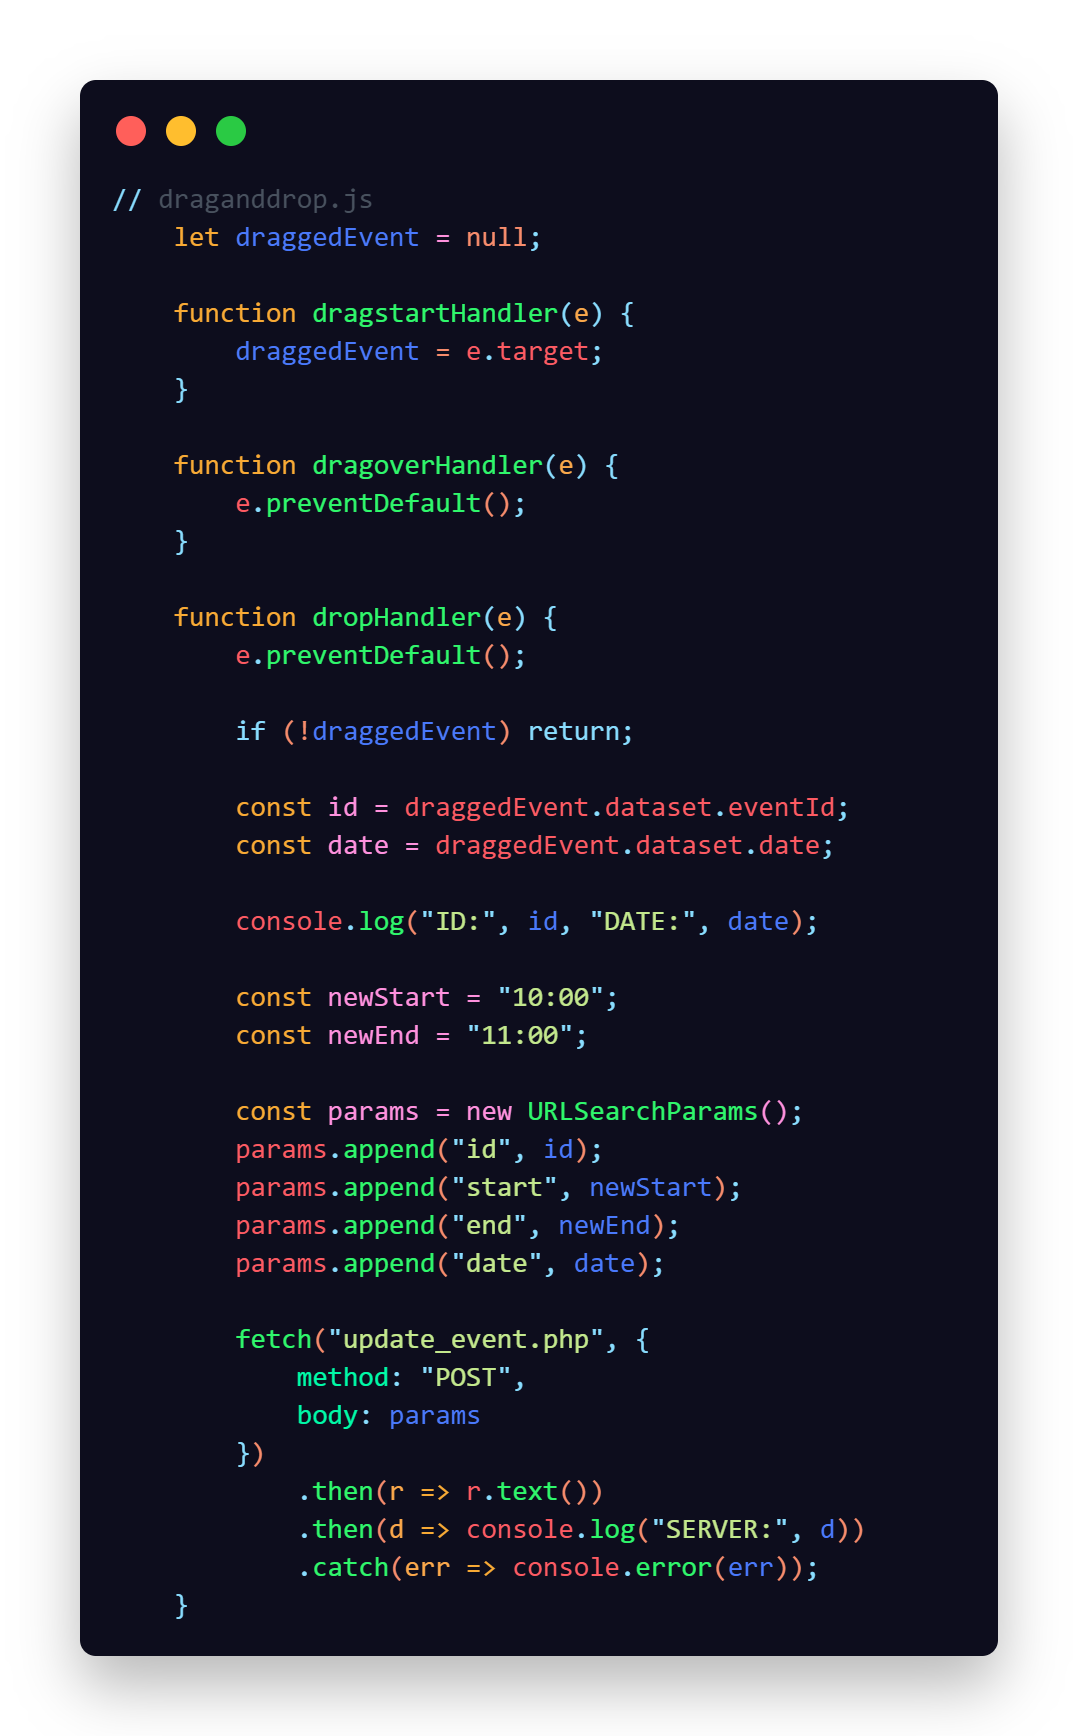 // draganddrop.js
    let draggedEvent = null;

    function dragstartHandler(e) {
        draggedEvent = e.target;
    }

    function dragoverHandler(e) {
        e.preventDefault();
    }

    function dropHandler(e) {
        e.preventDefault();

        if (!draggedEvent) return;

        const id = draggedEvent.dataset.eventId;
        const date = draggedEvent.dataset.date;

        console.log("ID:", id, "DATE:", date);

        const newStart = "10:00";
        const newEnd = "11:00";

        const params = new URLSearchParams();
        params.append("id", id);
        params.append("start", newStart);
        params.append("end", newEnd);
        params.append("date", date);

        fetch("update_event.php", {
            method: "POST",
            body: params
        })
            .then(r => r.text())
            .then(d => console.log("SERVER:", d))
            .catch(err => console.error(err));
    }